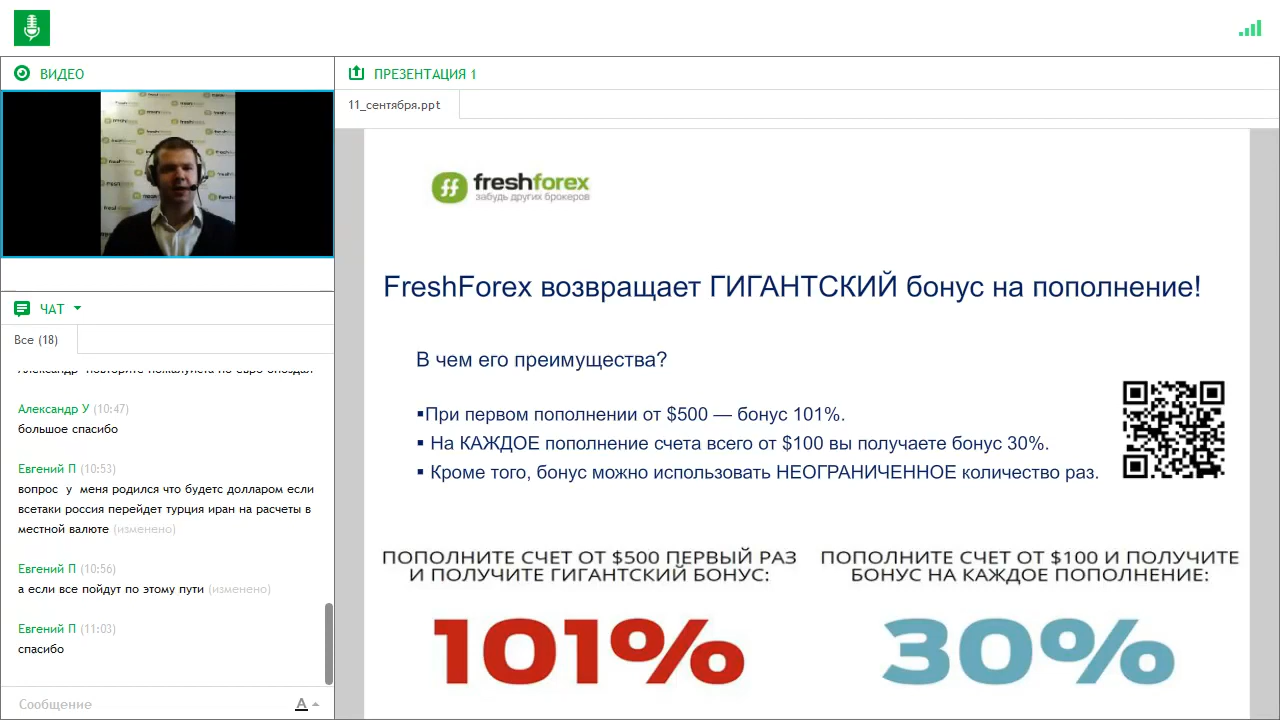 ВИДЕО
ПРЕЗЕНТАЦИЯ 1
11_сентября.ppt
freshforex
забудь других брокеров
FreshForex возвращает ГИГАНТСКИЙ бонус на пополнение!
В чем его преимущества?
▪При первом пополнении от $500 — бонус 101%.
▪ На КАЖДОЕ пополнение счета всего от $100 вы получаете бонус 30%.
▪ Кроме того, бонус можно использовать НЕОГРАНИЧЕННОЕ количество раз.
ПОПОЛНИТЕ СЧЕТ ОТ $500 ПЕРВЫЙ РАЗ
И ПОЛУЧИТЕ ГИГАНТСКИЙ БОНУС:
101%
ПОПОЛНИТЕ СЧЕТ ОТ $100 И ПОЛУЧИТЕ
БОНУС НА КАЖДОЕ ПОПОЛНЕНИЕ:
30%
ЧАТ
Все (18)
Александр У (10:47)
большое спасибо
Евгений П (10:53)
вопрос у меня родился что будетс долларом если
всетаки россия перейдет турция иран на расчеты в
местной валюте (изменено)
Евгений П (10:56)
а если все пойдут по этому пути (изменено)
Евгений П (11:03)
спасибо
Сообщение
A